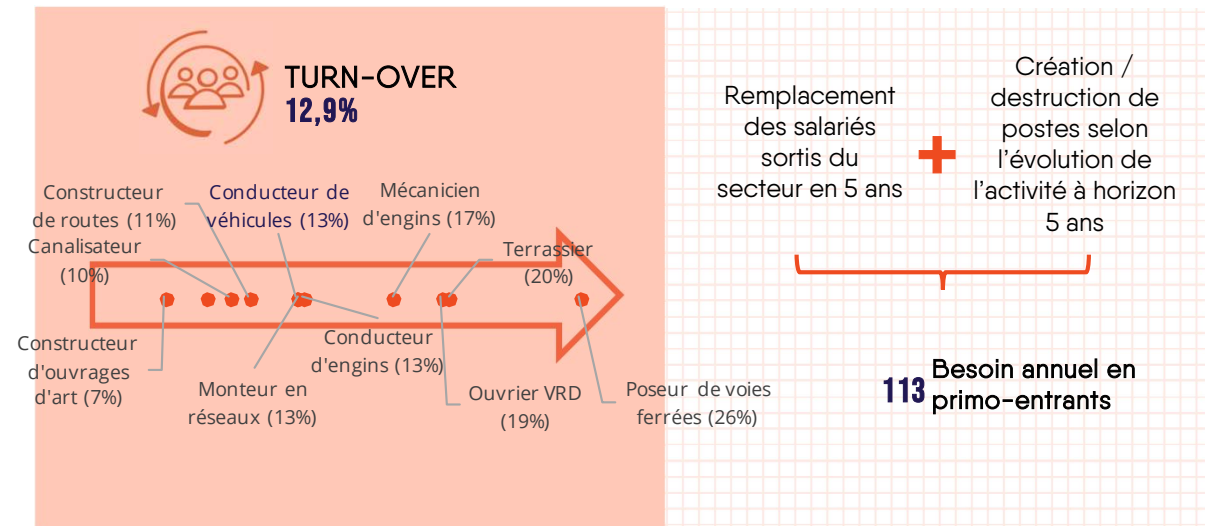 TURN-OVER
12,9%
Constructeur
de routes (11%)
Conducteur de
véhicules (13%)
Mécanicien
d'engins (17%)
Canalisateur
(10%)
Terrassier
(20%)
Constructeur
d'ouvrages
d'art (7%)
Monteur en
réseaux (13%)
Conducteur
d'engins (13%)
Ouvrier VRD
(19%)
Poseur de voies
ferrées (26%)
Remplacement
des salariés
sortis du
secteur en 5 ans
+
Création /
destruction de
postes selon
l'évolution de
l'activité à horizon
5 ans
113
Besoin annuel en
primo-entrants